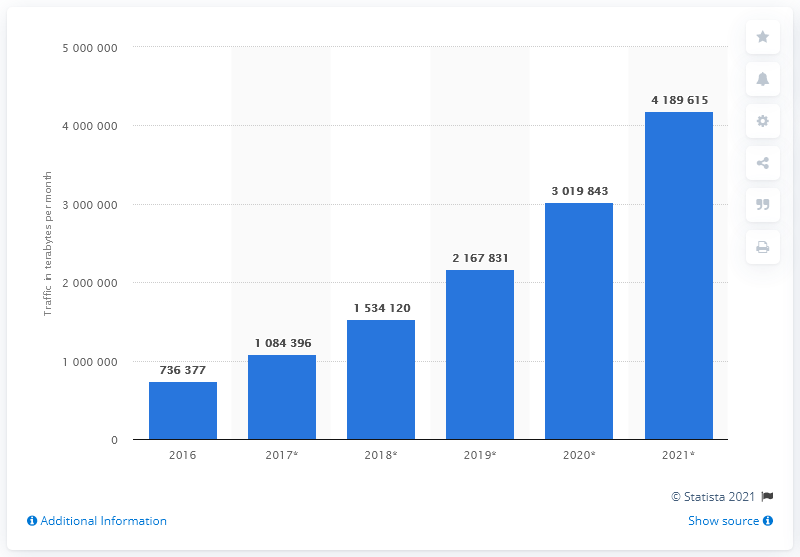 5 000 000
4 000 000
3 000 000
2 000 000
1 000 000
0
Traffic in terabytes per month
736 377
1 084 396
1 534 120
2 167 831
3 019 843
4 189 615
2016 2017* 2018* 2019* 2020* 2021*
© Statista 2021
Additional Information
Show source